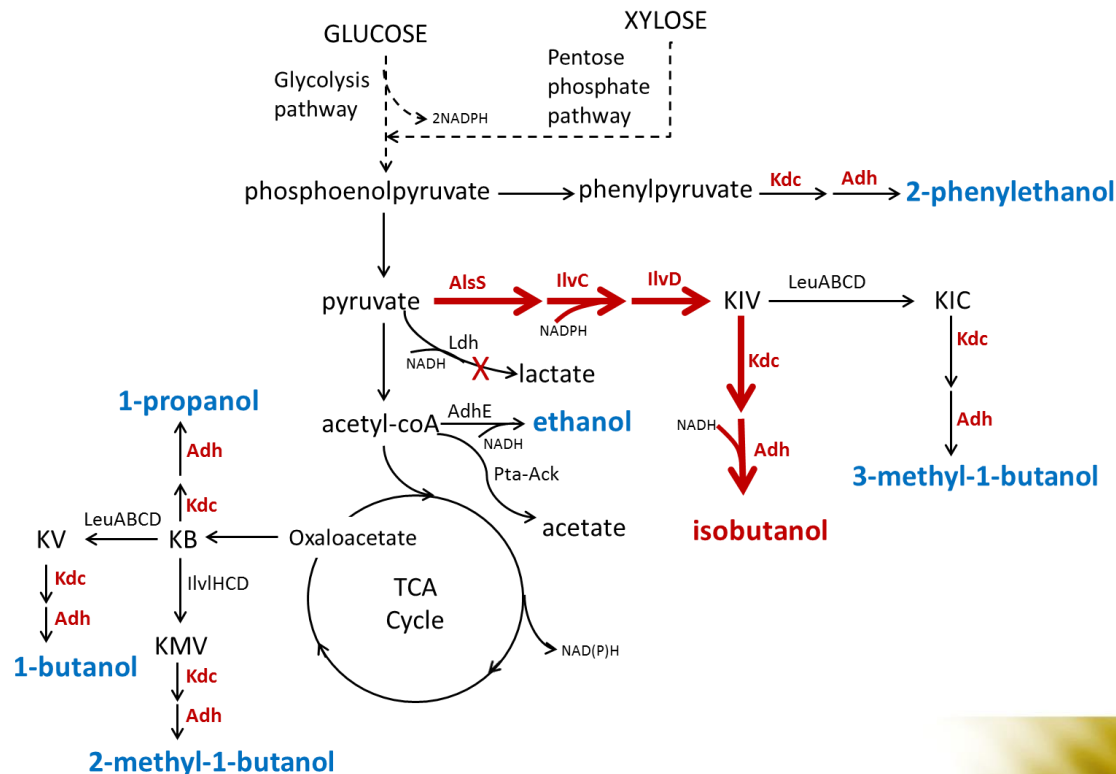 GLUCOSE
XYLOSE
Glycolysis
pathway
2NADPH
Pentose
phosphate
pathway
phosphoenolpyruvate
phenylpyruvate
Kdc
Adh
2-phenylethanol
pyruvate
AlsS
IlvC
IlvD
NADPH
KIV
LeuABCD
KIC
NADH
Ldh
X
lactate
Kdc
Kdc
1-propanol
acetyl-coA
AdhE
NADH
ethanol
NADH
Adh
Adh
3-methyl-1-butanol
Adh
Pta-Ack
acetate
isobutanol
Kdc
LeuABCD
KV
KB
Oxaloacetate
IlvIHCD
TCA
Cycle
Kdc
Adh
NAD(P)H
1-butanol
KMV
Kdc
Adh
2-methyl-1-butanol